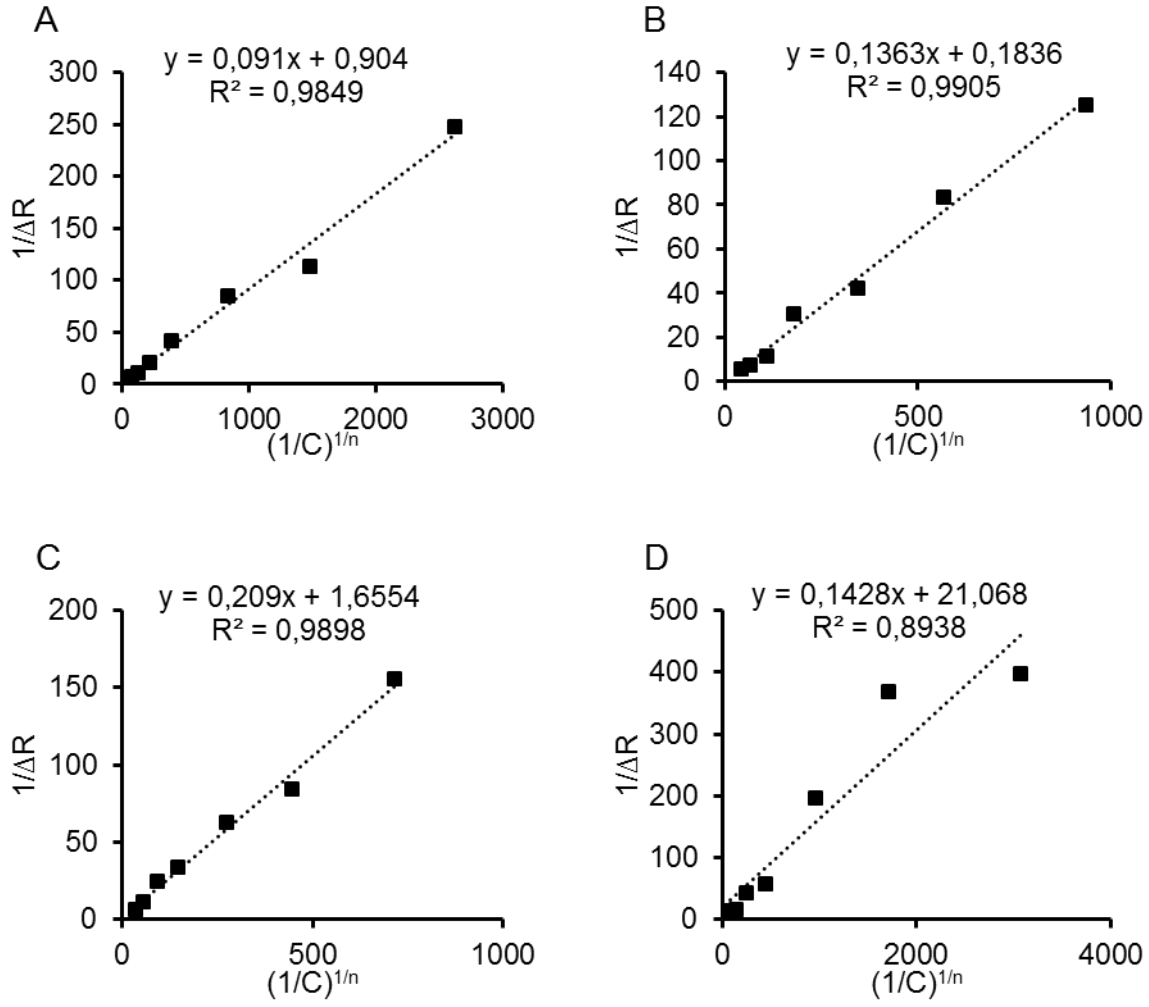 A
y = 0,091x + 0,904
R² = 0,9849
300
250
200
150
100
50
0
1/ΔR
0 1000 2000 3000
(1/C)^1/n
B
y = 0,1363x + 0,1836
R² = 0,9905
140
120
100
80
60
40
20
0
1/ΔR
0 500 1000
(1/C)^1/n
C
y = 0,209x + 1,6554
R² = 0,9898
200
150
100
50
0
1/ΔR
0 500 1000
(1/C)^1/n
D
y = 0,1428x + 21,068
R² = 0,8938
500
400
300
200
100
0
1/ΔR
0 2000 4000
(1/C)^1/n